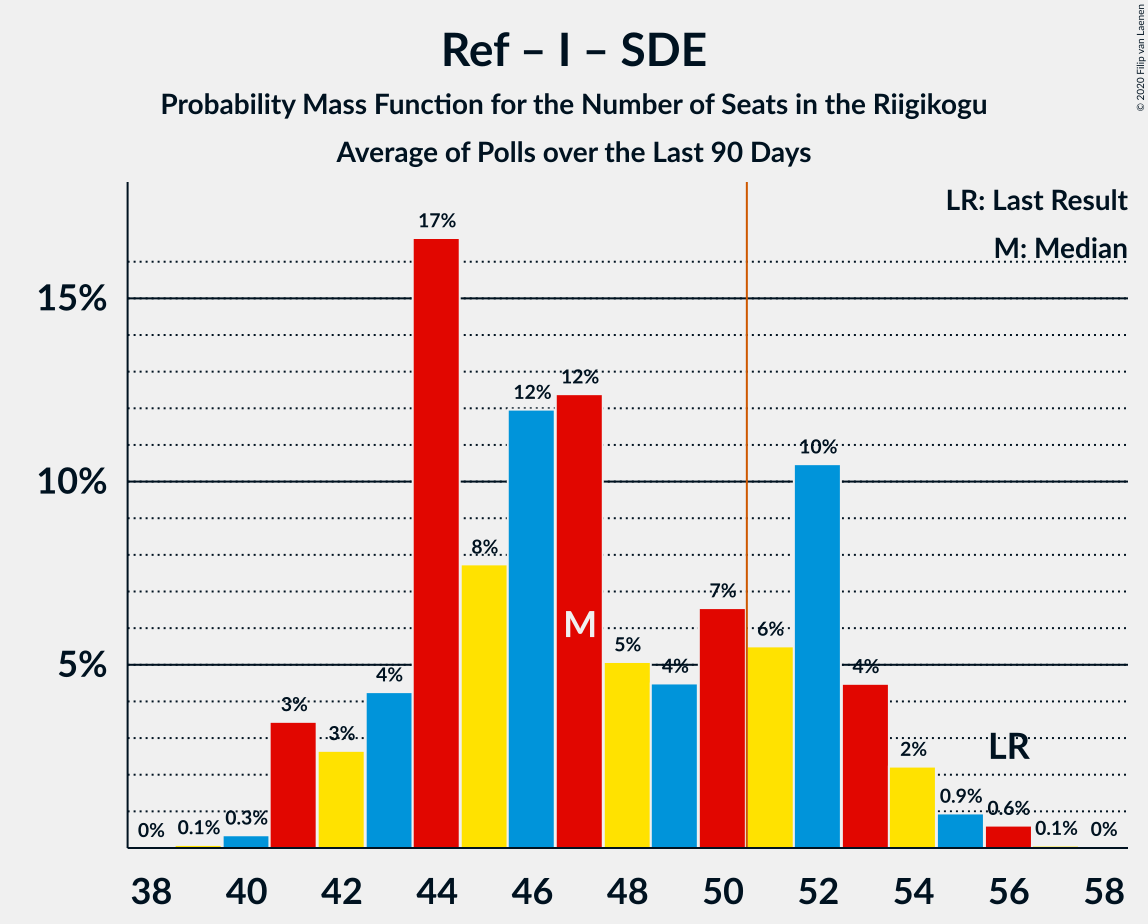 Ref – I – SDE
Probability Mass Function for the Number of Seats in the Riigikogu
Average of Polls over the Last 90 Days
© 2020 Filip van Laenen
LR: Last Result
M: Median
15%
10%
5%
0%
0.1%
0.3%
3%
3%
4%
17%
8%
12%
12%
5%
4%
7%
6%
10%
4%
2%
0.9%
0.6%
0.1%
0%
M
LR
38 40 42 44 46 48 50 52 54 56 58